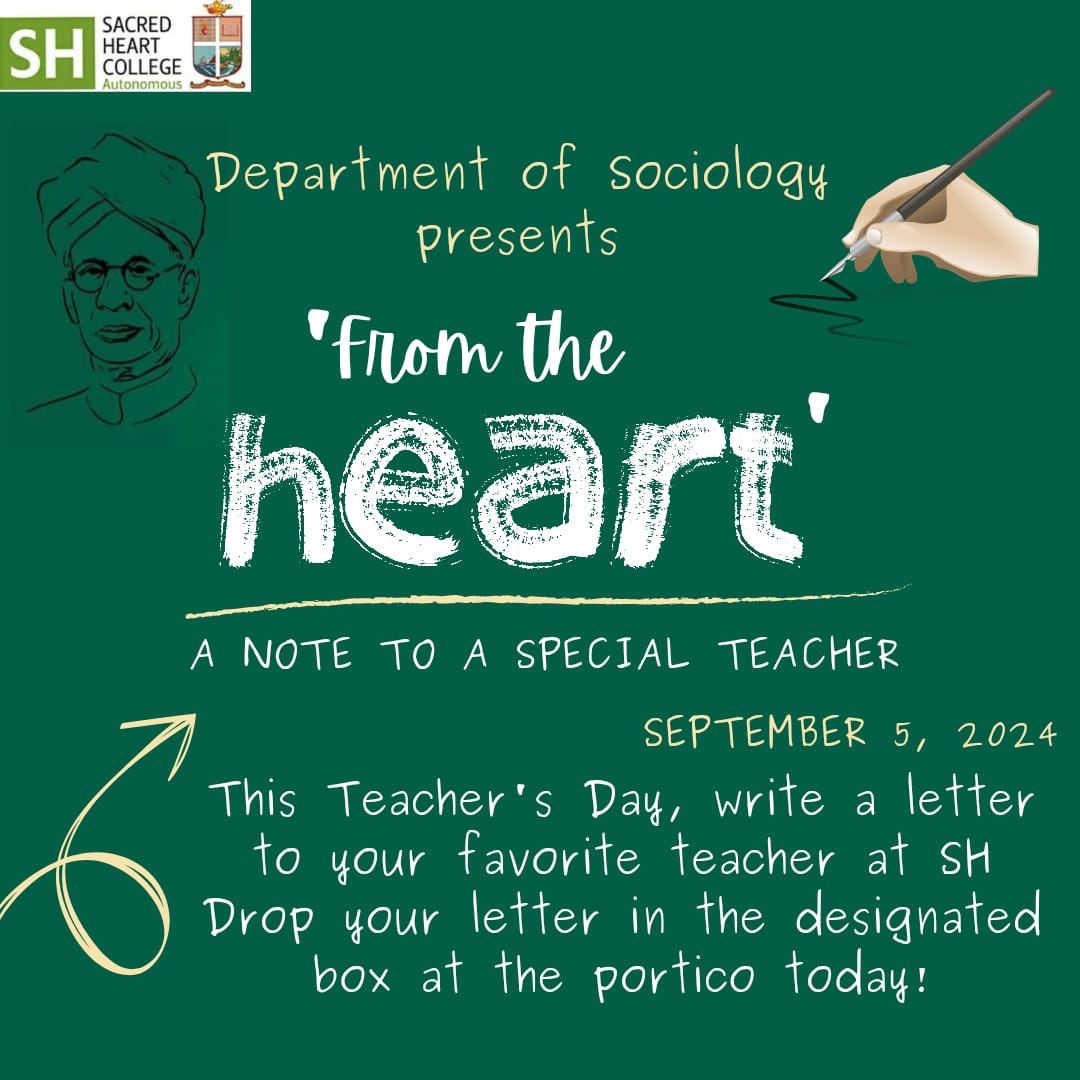 SH
SACRED
HEART
COLLEGE
Autonomous
Department of Sociology
presents
'From the
heart'
A NOTE TO A SPECIAL TEACHER
SEPTEMBER 5, 2024
This Teacher's Day, write a letter
to your favorite teacher at SH
Drop your letter in the designated
box at the portico today!